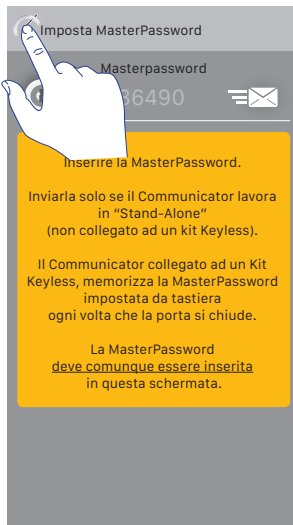 Imposta MasterPassword
Masterpassword
36490
Inserire la MasterPassword.
Inviarla solo se il Communicator lavora
in “Stand-Alone”
(non collegato ad un kit Keyless).
Il Communicator collegato ad un Kit
Keyless, memorizza la MasterPassword
impostata da tastiera
ogni volta che la porta si chiude.
La MasterPassword
deve comunque essere inserita
in questa schermata.